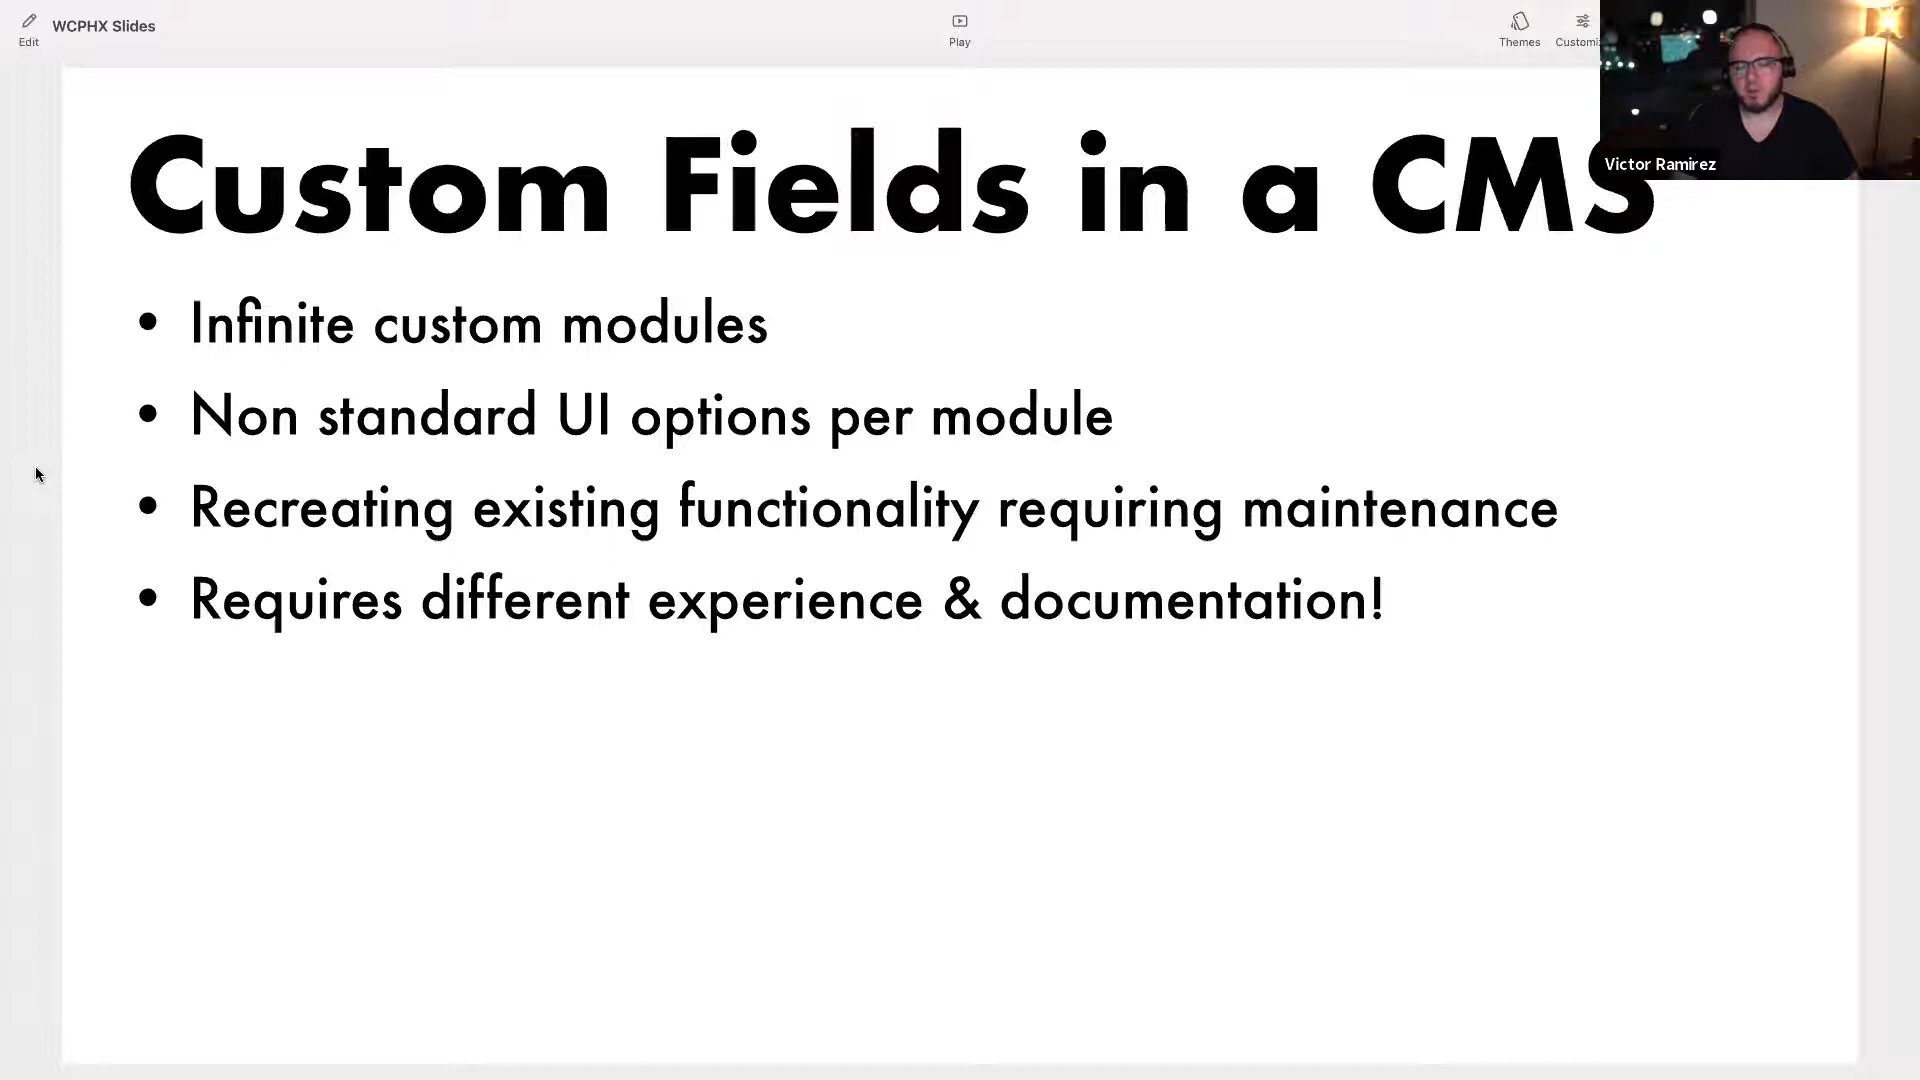 WCPHX Slides
Edit
Play
Themes
Customi
Victor Ramirez
Custom Fields in a CMS
• Infinite custom modules
• Non standard UI options per module
• Recreating existing functionality requiring maintenance
• Requires different experience & documentation!